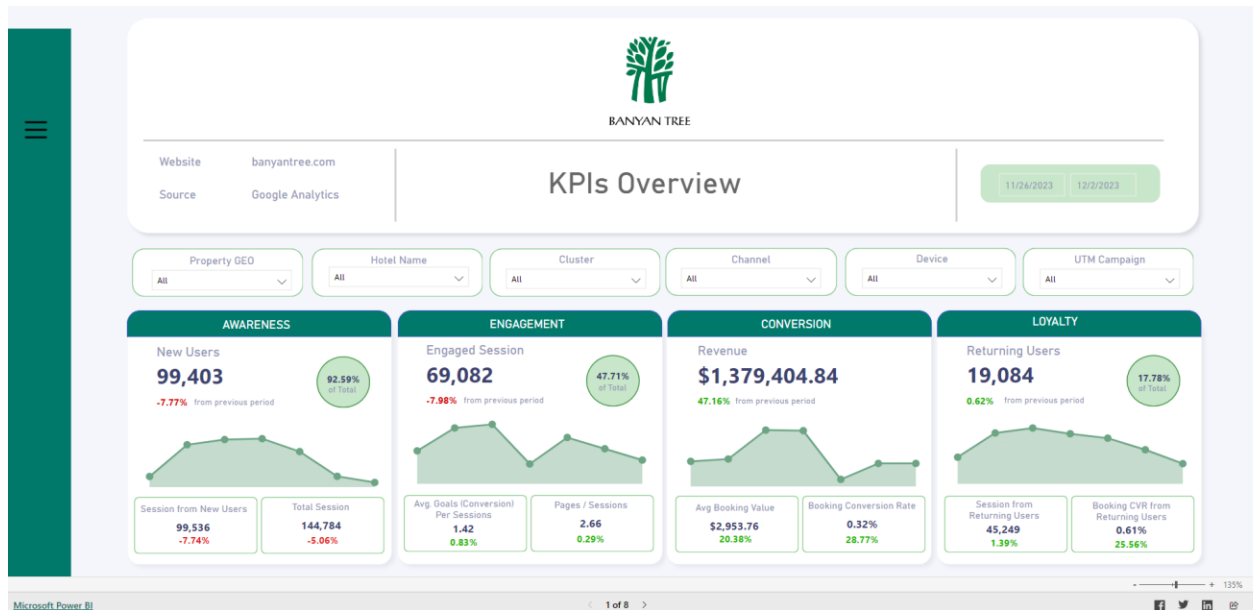 BANYAN TREE
Website banyantree.com
Source Google Analytics
KPIs Overview
11/26/2023 12/2/2023
Property GEO
All
Hotel Name
All
Cluster
All
Channel
All
Device
All
UTM Campaign
All
AWARENESS
New Users
99,403
-7.77% from previous period
92.59%
of Total
Session from New Users
99,536
-7.74%
Total Session
144,784
-5.06%
ENGAGEMENT
Engaged Session
69,082
-7.98% from previous period
47.71%
of Total
Avg. Goals (Conversion)
Per Sessions
1.42
0.83%
Pages / Sessions
2.66
0.29%
CONVERSION
Revenue
$1,379,404.84
47.16% from previous period
Avg Booking Value
$2,953.76
20.38%
Booking Conversion Rate
0.32%
28.77%
LOYALTY
Returning Users
19,084
0.62% from previous period
17.78%
of Total
Session from
Returning Users
45,249
1.39%
Booking CVR from
Returning Users
0.61%
25.56%
- + 135%
Microsoft Power BI
< 1 of 8 >